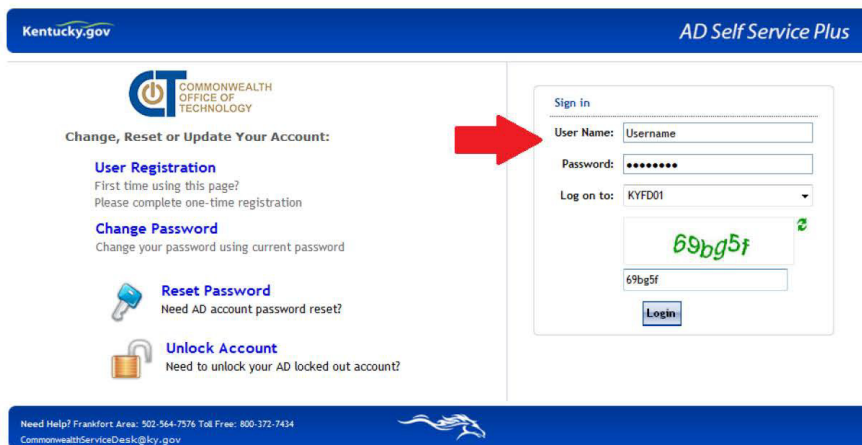 Kentucky.gov
AD Self Service Plus
COMMONWEALTH
OFFICE OF
TECHNOLOGY
Change, Reset or Update Your Account:
User Registration
First time using this page?
Please complete one-time registration
Change Password
Change your password using current password
Reset Password
Need AD account password reset?
Unlock Account
Need to unlock your AD locked out account?
Sign in
User Name: Username
Password: ••••••••
Log on to: KYFD01
69bg5f
69bg5f
Login
Need Help? Frankfort Area: 502-564-7576 Toll Free: 800-372-7434
CommonwealthServiceDesk@ky.gov